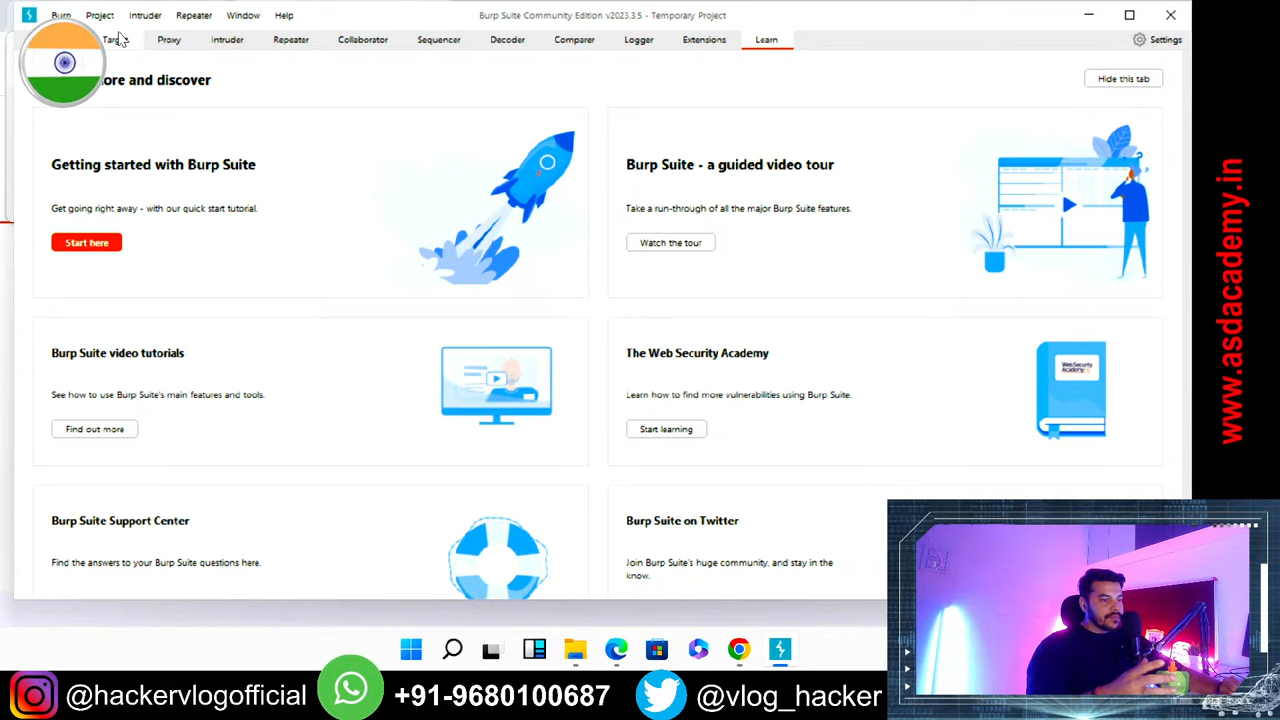 Burp Project Intruder Repeater Window Help
Burp Suite Community Edition v2023.3.5 - Temporary Project
Proxy Intruder Repeater Collaborator Sequencer Decoder Comparer Logger Extensions Learn
Settings
ore and discover
Hide this tab
Getting started with Burp Suite
Get going right away - with our quick start tutorial.
Start here
Burp Suite - a guided video tour
Take a run-through of all the major Burp Suite features.
Watch the tour
Burp Suite video tutorials
See how to use Burp Suite's main features and tools.
Find out more
The Web Security Academy
Learn how to find more vulnerabilities using Burp Suite.
Start learning
WebSecurity
Academy
Burp Suite Support Center
Find the answers to your Burp Suite questions here.
Burp Suite on Twitter
Join Burp Suite's huge community, and stay in the
know.
www.asdacademy.in
@hackervlogofficial
+91-9680100687
@vlog_hacker